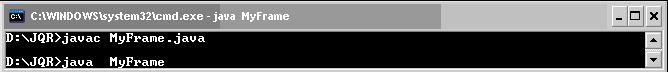 C:\WINDOWS\system32\cmd.exe - java MyFrame
D:\JQR>javac MyFrame.java
D:\JQR>java  MyFrame